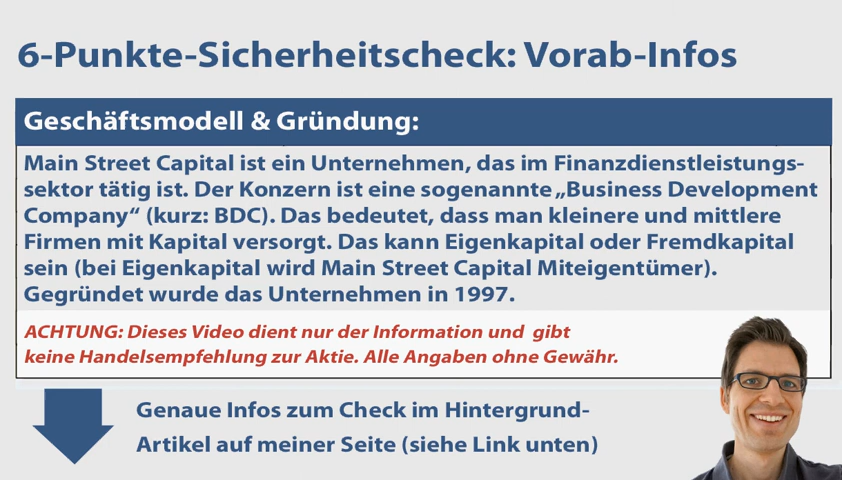 6-Punkte-Sicherheitscheck: Vorab-Infos
Geschäftsmodell & Gründung:
Main Street Capital ist ein Unternehmen, das im Finanzdienstleistungs-
sektor tätig ist. Der Konzern ist eine sogenannte „Business Development
Company“ (kurz: BDC). Das bedeutet, dass man kleinere und mittlere
Firmen mit Kapital versorgt. Das kann Eigenkapital oder Fremdkapital
sein (bei Eigenkapital wird Main Street Capital Miteigentümer).
Gegründet wurde das Unternehmen in 1997.
ACHTUNG: Dieses Video dient nur der Information und gibt
keine Handelsempfehlung zur Aktie. Alle Angaben ohne Gewähr.
Genaue Infos zum Check im Hintergrund-
Artikel auf meiner Seite (siehe Link unten)